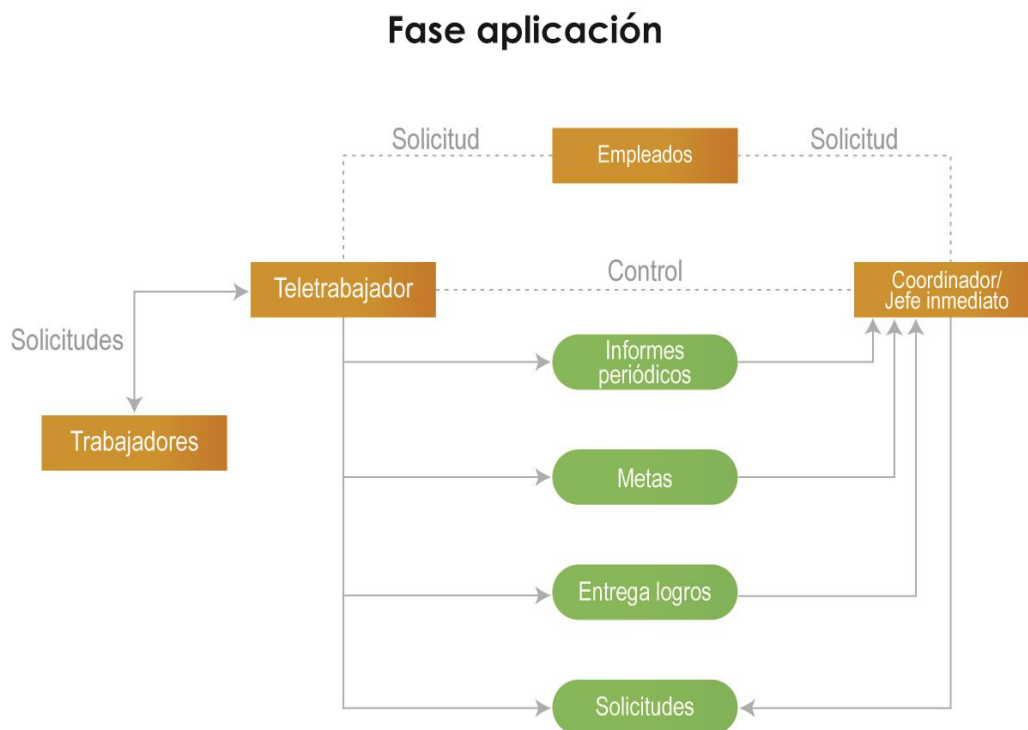 Fase aplicación
Solicitud
Empleados
Solicitud
Teletrabajador
Control
Coordinador/
Jefe inmediato
Solicitudes
Informes
periódicos
Trabajadores
Metas
Entrega logros
Solicitudes